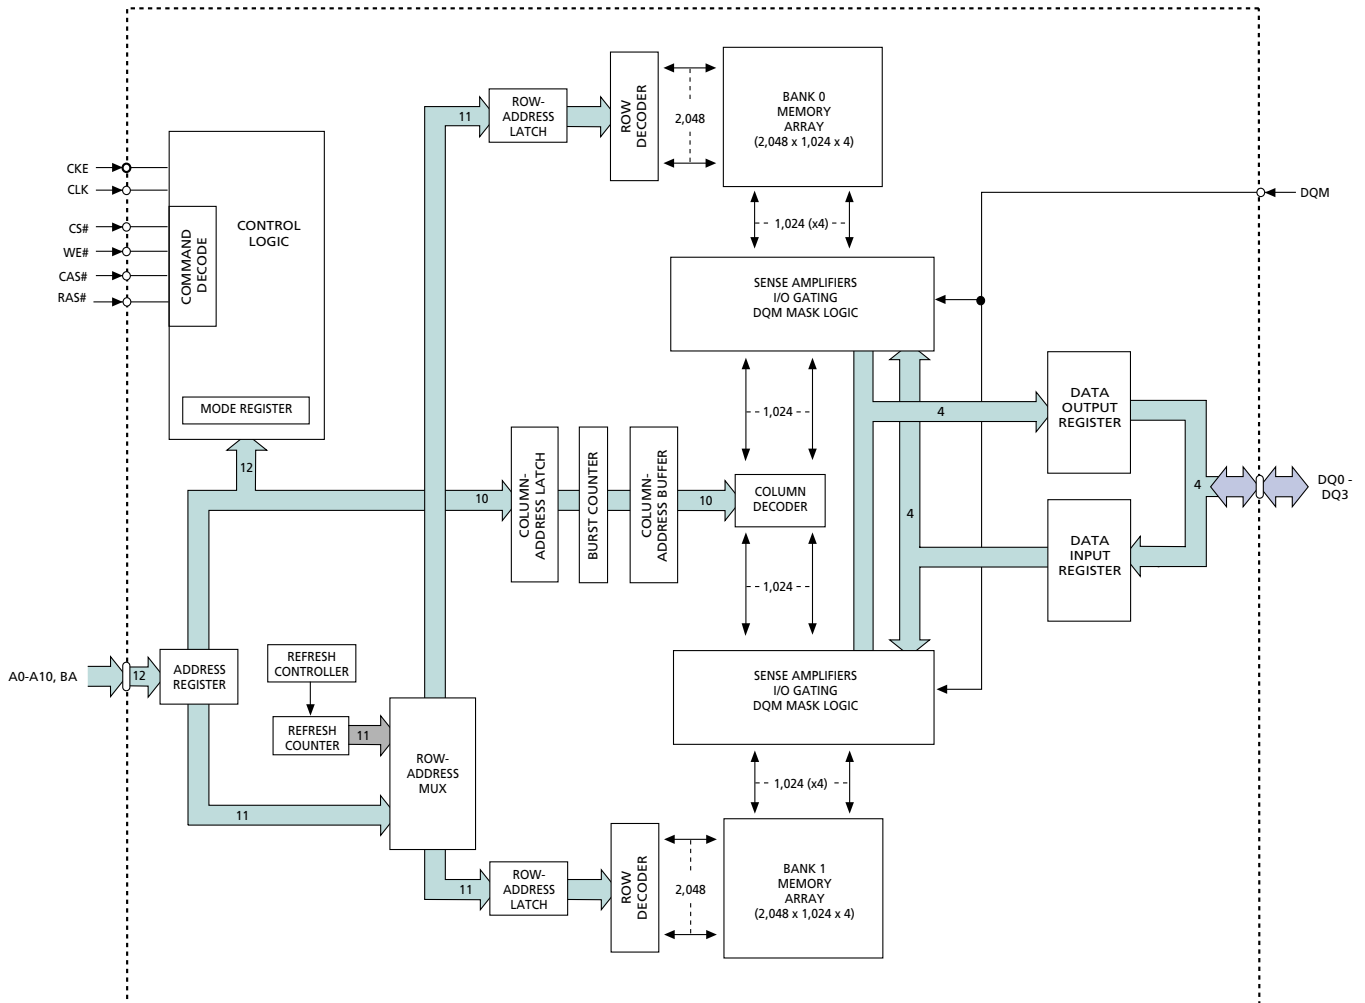 CKE
CLK
CS#
WE#
CAS#
RAS#
COMMAND
DECODE
CONTROL
LOGIC
MODE REGISTER
12
11
ROW-
ADDRESS
LATCH
ROW
DECODER
2,048
BANK 0
MEMORY
ARRAY
(2,048 x 1,024 x 4)
1,024 (x4)
DQM
SENSE AMPLIFIERS
I/O GATING
DQM MASK LOGIC
1,024
4
DATA
OUTPUT
REGISTER
10
COLUMN-
ADDRESS LATCH
BURST COUNTER
COLUMN-
ADDRESS BUFFER
10
COLUMN
DECODER
4
4
DQ0 -
DQ3
1,024
DATA
INPUT
REGISTER
A0-A10, BA
12
ADDRESS
REGISTER
REFRESH
CONTROLLER
REFRESH
COUNTER
11
ROW-
ADDRESS
MUX
11
SENSE AMPLIFIERS
I/O GATING
DQM MASK LOGIC
1,024 (x4)
11
ROW-
ADDRESS
LATCH
ROW
DECODER
2,048
BANK 1
MEMORY
ARRAY
(2,048 x 1,024 x 4)